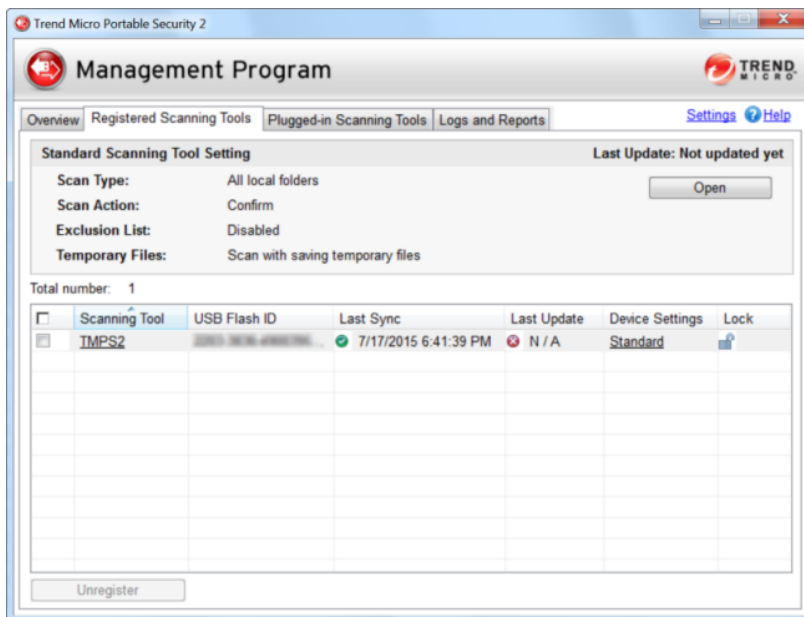 Trend Micro Portable Security 2
Management Program
TREND
MICRO
Overview Registered Scanning Tools Plugged-in Scanning Tools Logs and Reports Settings Help
Standard Scanning Tool Setting Last Update: Not updated yet
Scan Type: All local folders
Open
Scan Action: Confirm
Exclusion List: Disabled
Temporary Files: Scan with saving temporary files
Total number: 1
Scanning Tool USB Flash ID Last Sync Last Update Device Settings Lock
TMPS2 7/17/2015 6:41:39 PM N / A Standard
Unregister